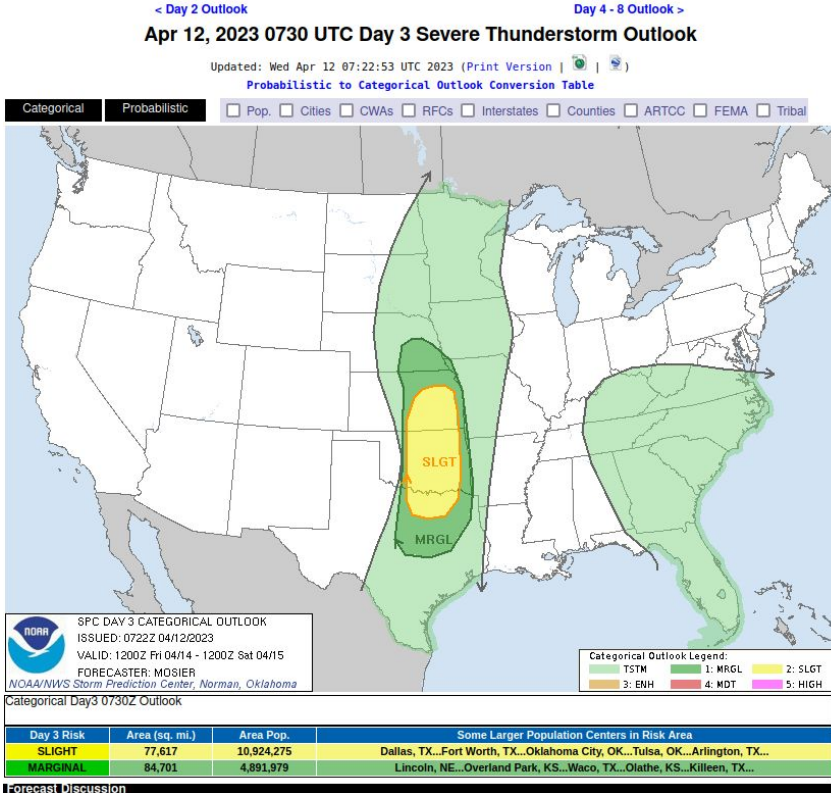 < Day 2 Outlook Day 4 - 8 Outlook >
Apr 12, 2023 0730 UTC Day 3 Severe Thunderstorm Outlook
Updated: Wed Apr 12 07:22:53 UTC 2023 (Print Version | | )
Probabilistic to Categorical Outlook Conversion Table
Categorical Probabilistic Pop. Cities CWAs RFCs Interstates Counties ARTCC FEMA Tribal
SLGT
MRGL
NOAA
SPC DAY 3 CATEGORICAL OUTLOOK
ISSUED: 0722Z 04/12/2023
VALID: 1200Z Fri 04/14 - 1200Z Sat 04/15
FORECASTER: MOSIER
NOAA/NWS Storm Prediction Center, Norman, Oklahoma
Categorical Outlook Legend:
TSTM 1: MRGL 2: SLGT
3: ENH 4: MDT 5: HIGH
Categorical Day3 0730Z Outlook
Day 3 Risk Area (sq. mi.) Area Pop. Some Larger Population Centers in Risk Area
SLIGHT 77,617 10,924,275 Dallas, TX...Fort Worth, TX...Oklahoma City, OK...Tulsa, OK...Arlington, TX...
MARGINAL 84,701 4,891,979 Lincoln, NE...Overland Park, KS...Waco, TX...Olathe, KS...Killeen, TX...
Forecast Discussion